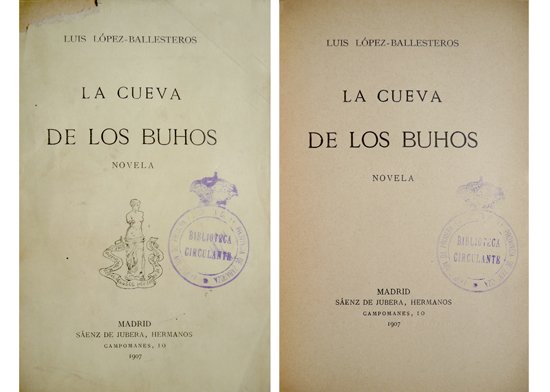 LUIS LÓPEZ-BALLESTEROS
LA CUEVA
DE LOS BUHOS
NOVELA
BIBLIOTECA
CIRCULANTE
MADRID
SÁENZ DE JUBERA, HERMANOS
CAMPOMANES, 10
1907
LUIS LÓPEZ-BALLESTEROS
LA CUEVA
DE LOS BUHOS
NOVELA
BIBLIOTECA
CIRCULANTE
MADRID
SÁENZ DE JUBERA, HERMANOS
CAMPOMANES, 10
1907